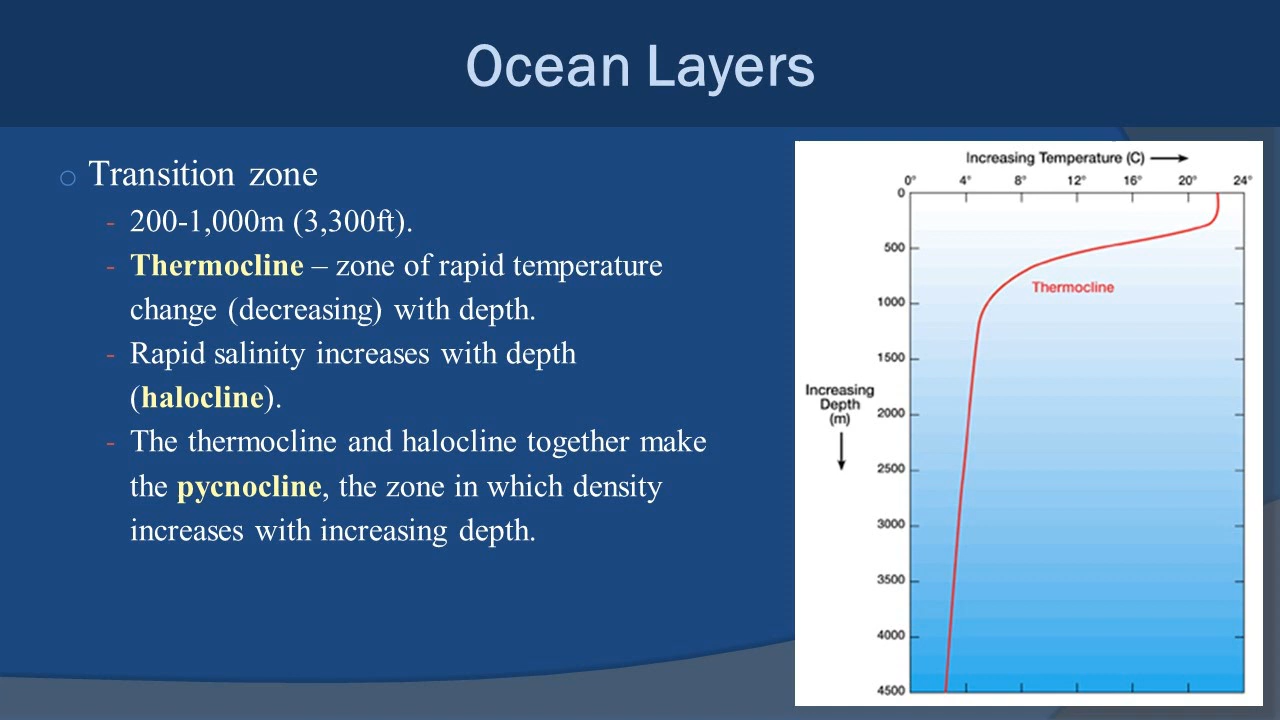 Ocean Layers
○ Transition zone
- 200-1,000m (3,300ft).
- Thermocline – zone of rapid temperature
change (decreasing) with depth.
- Rapid salinity increases with depth
(halocline).
- The thermocline and halocline together make
the pycnocline, the zone in which density
increases with increasing depth.
Increasing Temperature (C)
0° 4° 8° 12° 16° 20° 24°
0
500
Thermocline
1000
1500
Increasing
Depth
(m)
2000
2500
3000
3500
4000
4500